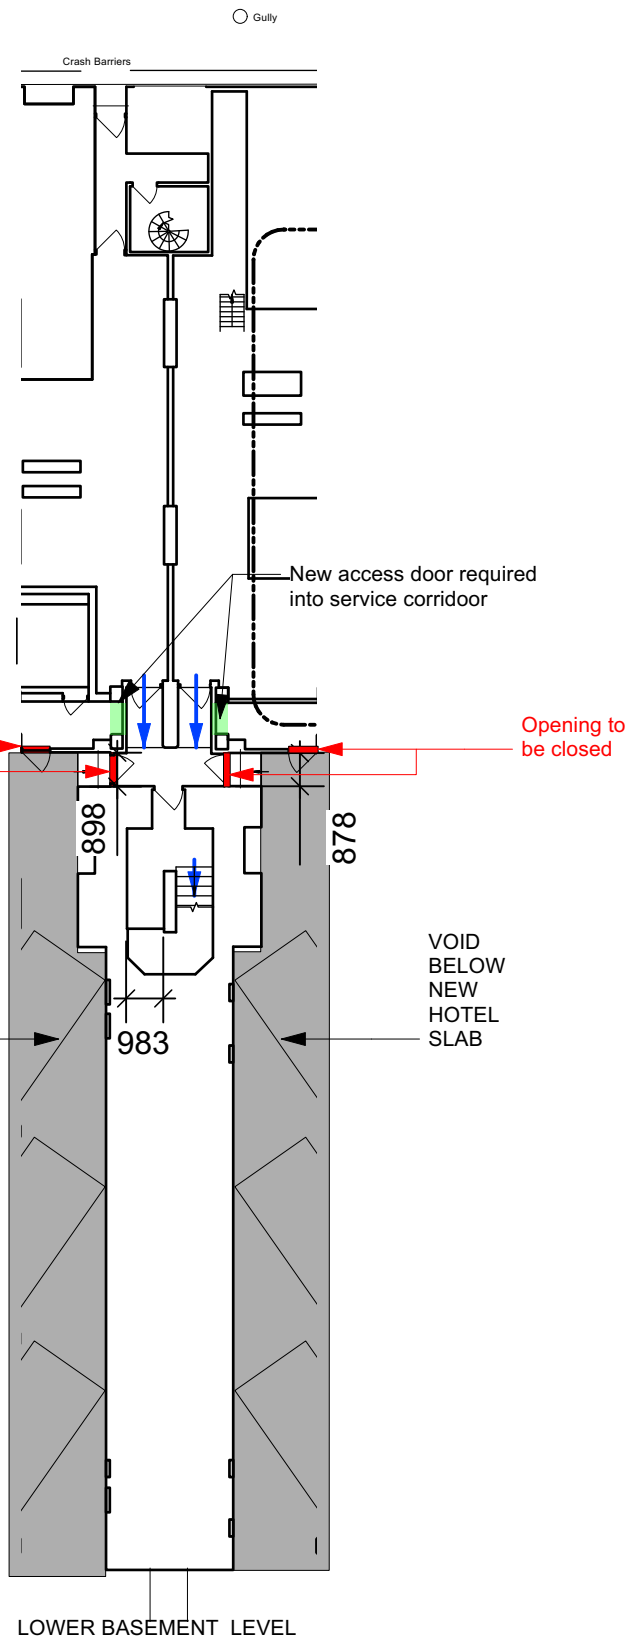 Gully
Crash Barriers
New access door required
into service corridoor
Opening to
be closed
898
878
VOID
BELOW
NEW
HOTEL
SLAB
983
LOWER BASEMENT LEVEL